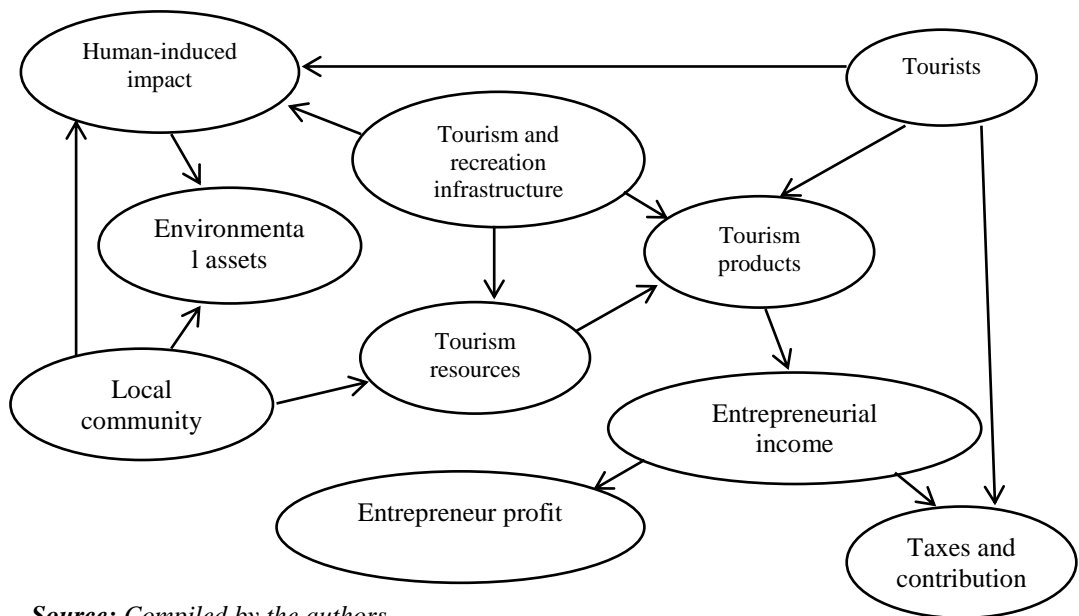 Human-induced
impact
Tourists
Tourism and
recreation
infrastructure
Environmenta
l assets
Tourism
products
Tourism
resources
Local
community
Entrepreneurial
income
Entrepreneur profit
Taxes and
contribution
Source: Compiled by the authors